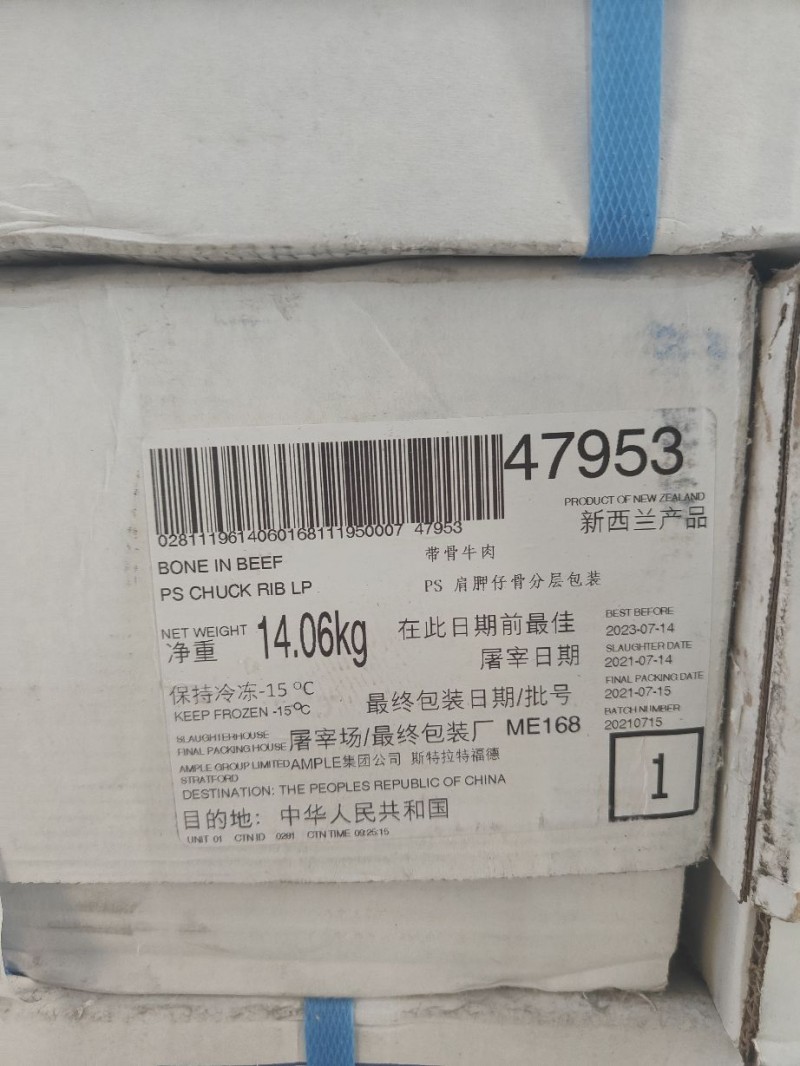 47953
PRODUCT OF NEW ZEALAND
新西兰产品
0281119614060168111950007 47953
BONE IN BEEF
带骨牛肉
PS CHUCK RIB LP
PS 肩胛仔骨分层包装
NET WEIGHT
净重
14.06kg
在此日期前最佳
BEST BEFORE
2023-07-14
屠宰日期
SLAUGHTER DATE
2021-07-14
保持冷冻-15 °C
KEEP FROZEN -15°C
最终包装日期/批号
FINAL PACKING DATE
2021-07-15
BATCH NUMBER
20210715
SLAUGHTERHOUSE
FINAL PACKING HOUSE
屠宰场/最终包装厂 ME168
AMPLE GROUP LIMITED AMPLE集团公司 斯特拉特福德
STRATFORD
1
DESTINATION: THE PEOPLES REPUBLIC OF CHINA
目的地: 中华人民共和国
UNIT 01 CTN ID 0281 CTN TIME 09:25:15